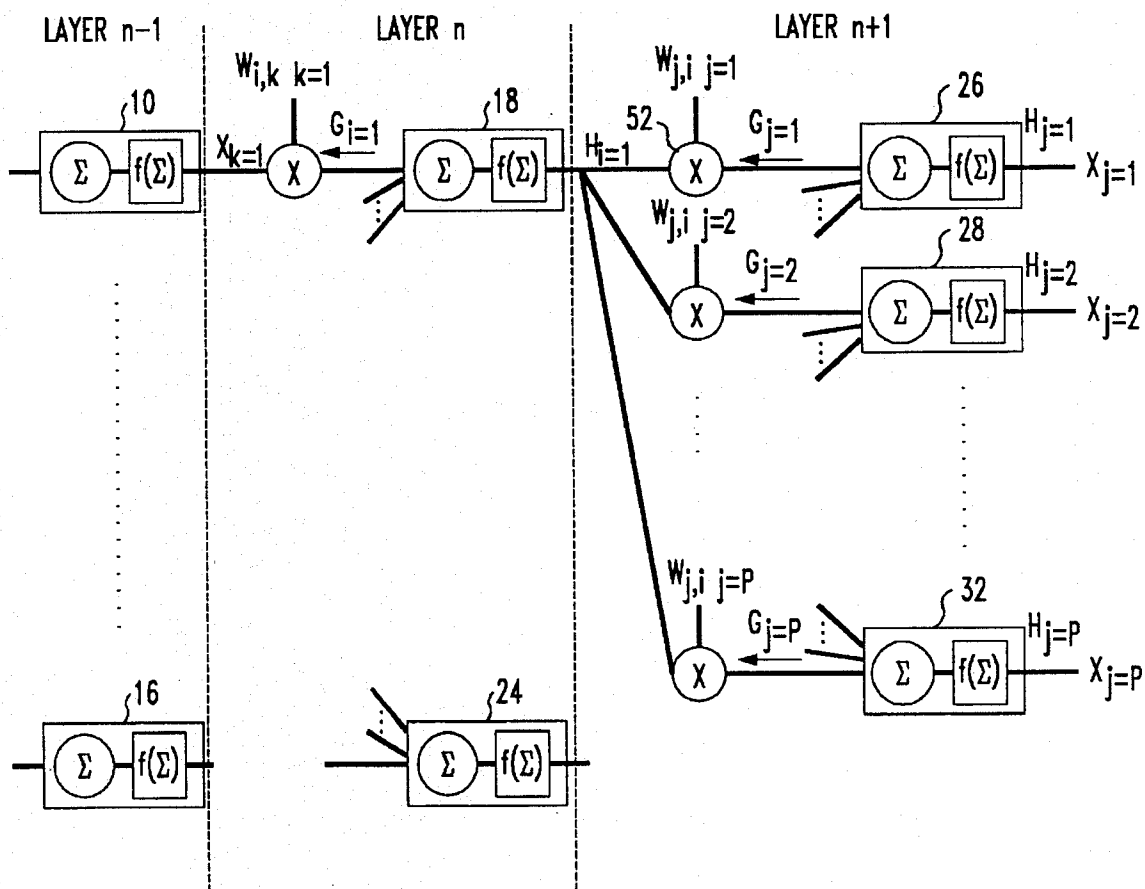 LAYER n-1 LAYER n LAYER n+1
W_{i,k} k=1 W_{j,i} j=1
10 18 52 26
X_{k=1} X G_{i=1} H_{i=1} X G_{j=1} H_{j=1}
Σ f(Σ) Σ f(Σ) Σ f(Σ) X_{j=1}
W_{j,i} j=2 28
G_{j=2} H_{j=2}
X Σ f(Σ) X_{j=2}
W_{j,i} j=P 32
G_{j=P} H_{j=P}
X Σ f(Σ) X_{j=P}
16 24
Σ f(Σ) Σ f(Σ)